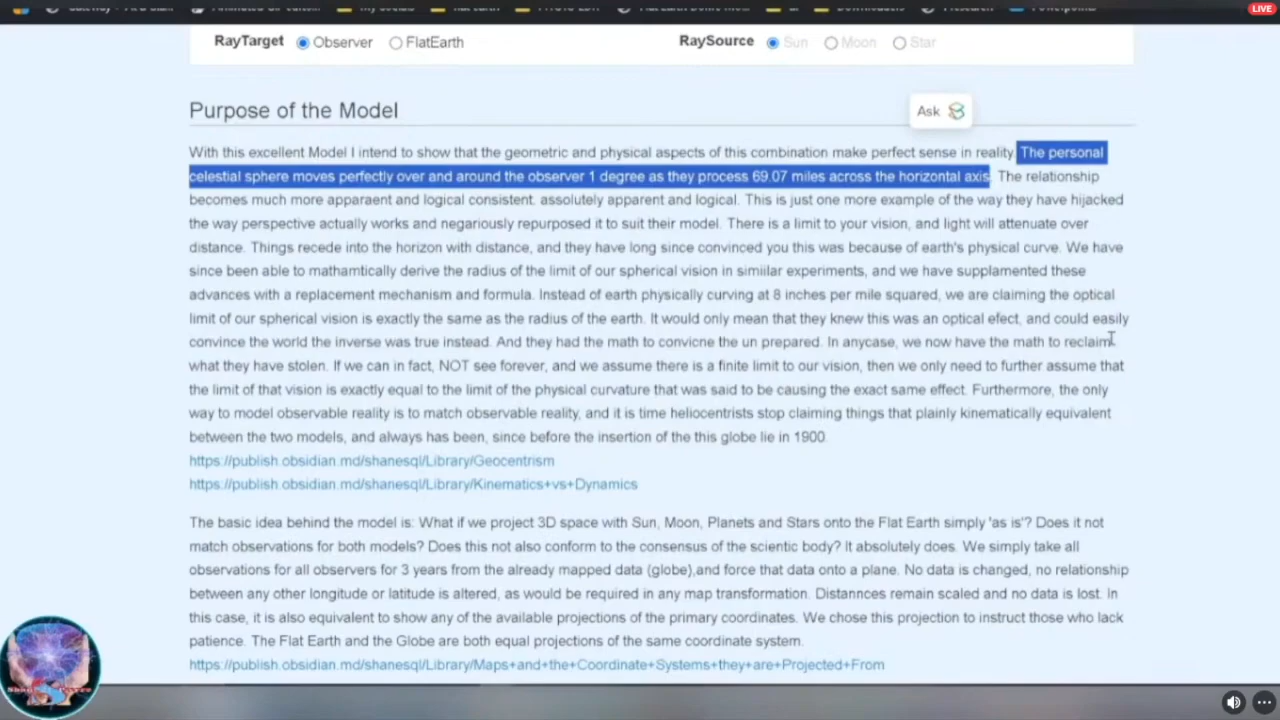 LIVE
RayTarget Observer FlatEarth RaySource Sun Moon Star
Purpose of the Model
Ask
With this excellent Model I intend to show that the geometric and physical aspects of this combination make perfect sense in reality. The personal
celestial sphere moves perfectly over and around the observer 1 degree as they process 69.07 miles across the horizontal axis. The relationship
becomes much more apparaent and logical consistent. assolutely apparent and logical. This is just one more example of the way they have hijacked
the way perspective actually works and negariously repurposed it to suit their model. There is a limit to your vision, and light will attenuate over
distance. Things recede into the horizon with distance, and they have long since convinced you this was because of earth's physical curve. We have
since been able to mathamtically derive the radius of the limit of our spherical vision in simiilar experiments, and we have supplamented these
advances with a replacement mechanism and formula. Instead of earth physically curving at 8 inches per mile squared, we are claiming the optical
limit of our spherical vision is exactly the same as the radius of the earth. It would only mean that they knew this was an optical efect, and could easily
convince the world the inverse was true instead. And they had the math to convicne the un prepared. In anycase, we now have the math to reclaim
what they have stolen. If we can in fact, NOT see forever, and we assume there is a finite limit to our vision, then we only need to further assume that
the limit of that vision is exactly equal to the limit of the physical curvature that was said to be causing the exact same effect. Furthermore, the only
way to model observable reality is to match observable reality, and it is time heliocentrists stop claiming things that plainly kinematically equivalent
between the two models, and always has been, since before the insertion of the this globe lie in 1900.
https://publish.obsidian.md/shanesql/Library/Geocentrism
https://publish.obsidian.md/shanesql/Library/Kinematics+vs+Dynamics
The basic idea behind the model is: What if we project 3D space with Sun, Moon, Planets and Stars onto the Flat Earth simply 'as is'? Does it not
match observations for both models? Does this not also conform to the consensus of the scientic body? It absolutely does. We simply take all
observations for all observers for 3 years from the already mapped data (globe),and force that data onto a plane. No data is changed, no relationship
between any other longitude or latitude is altered, as would be required in any map transformation. Distannces remain scaled and no data is lost. In
this case, it is also equivalent to show any of the available projections of the primary coordinates. We chose this projection to instruct those who lack
patience. The Flat Earth and the Globe are both equal projections of the same coordinate system.
https://publish.obsidian.md/shanesql/Library/Maps+and+the+Coordinate+Systems+they+are+Projected+From